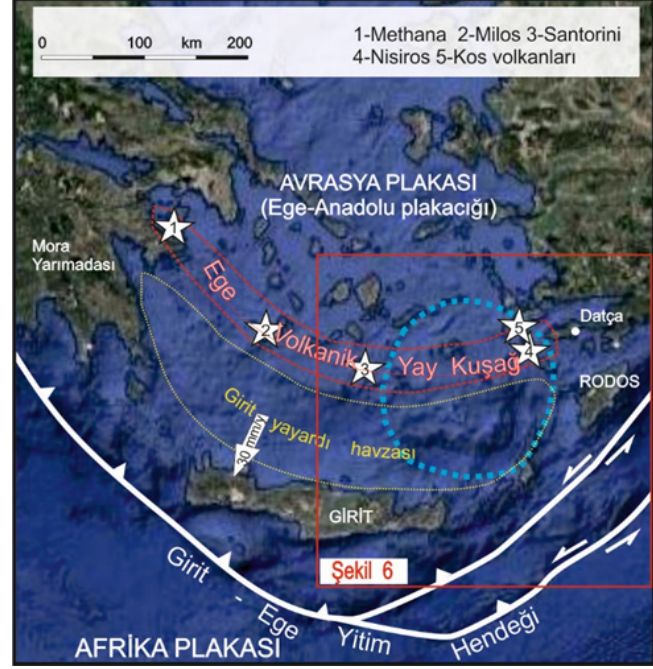 0 100 km 200
1-Methana 2-Milos 3-Santorini
4-Nisiros 5-Kos volkanları
AVRASYA PLAKASI
(Ege-Anadolu plakacığı)
1
Mora
Yarımadası
Ege
2
Volkanik
3
Yay Kuşağ
5
4
Datça
RODOS
Girit yayardı havzası
30 mm/y
GİRİT
Şekil 6
Girit - Ege Yitim Hendeği
AFRİKA PLAKASI